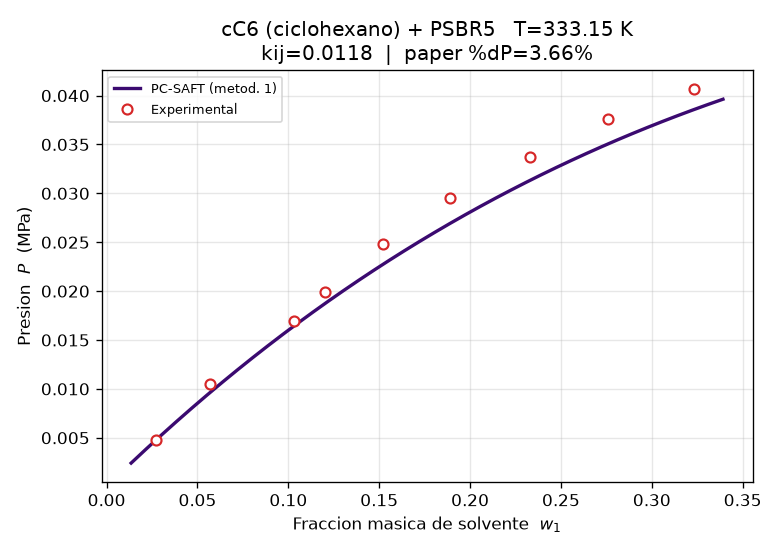 cC6 (ciclohexano) + PSBR5   T=333.15 K
kij=0.0118  |  paper %dP=3.66%
PC-SAFT (metod. 1)
Experimental
Presion P (MPa)
0.040
0.035
0.030
0.025
0.020
0.015
0.010
0.005
0.00 0.05 0.10 0.15 0.20 0.25 0.30 0.35
Fraccion masica de solvente w₁